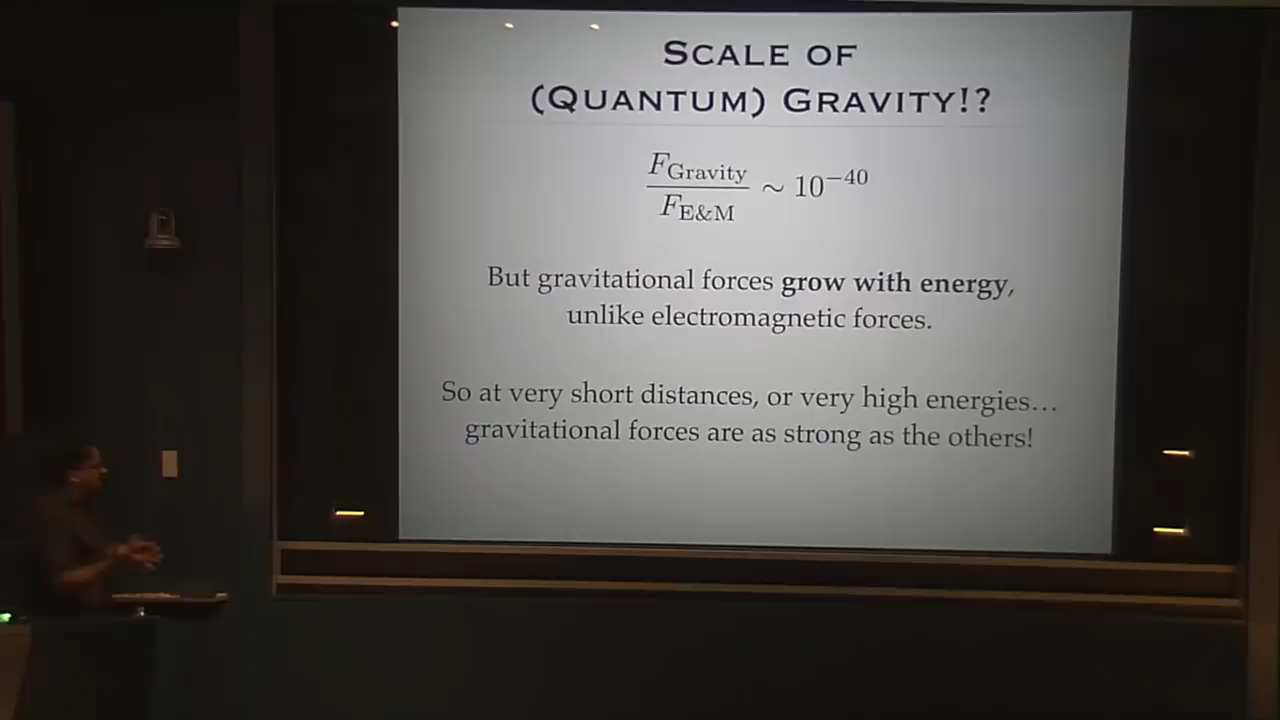 SCALE OF
(QUANTUM) GRAVITY!?
F_Gravity / F_E&M ~ 10^−40
But gravitational forces grow with energy,
unlike electromagnetic forces.
So at very short distances, or very high energies…
gravitational forces are as strong as the others!